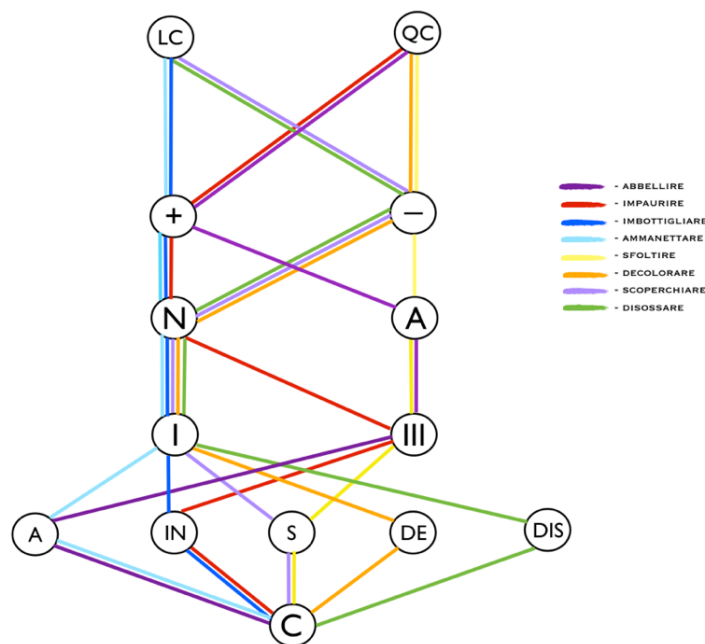 LC
QC
+
−
N
A
I
III
A
IN
S
DE
DIS
C
- ABBELLIRE
- IMPAURIRE
- IMBOTTIGLIARE
- AMMANETTARE
- SFOLTIRE
- DECOLORARE
- SCOPERCHIARE
- DISOSSARE